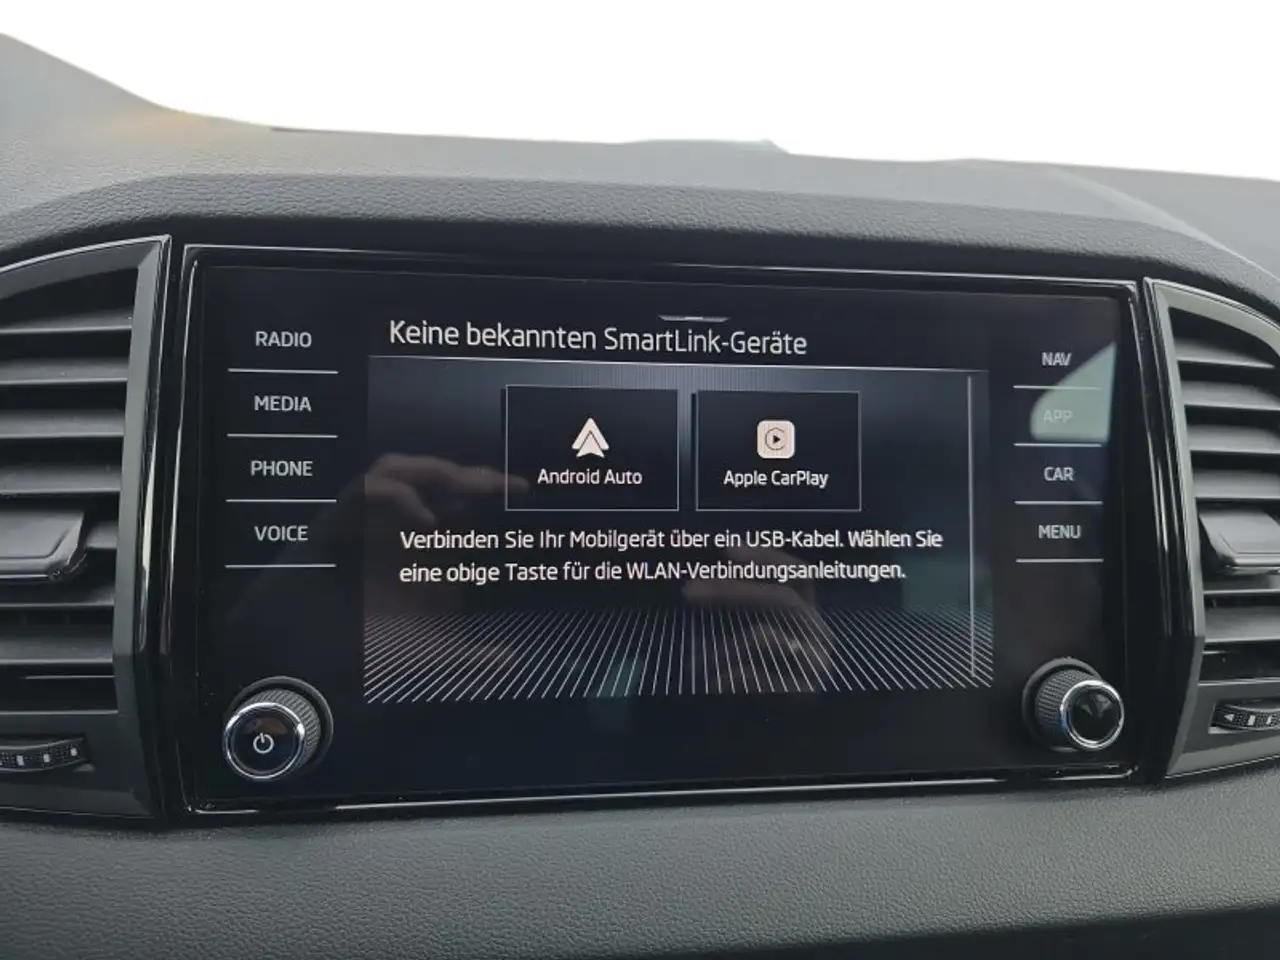 Keine bekannten SmartLink-Geräte
RADIO
MEDIA
PHONE
VOICE
Android Auto
Apple CarPlay
Verbinden Sie Ihr Mobilgerät über ein USB-Kabel. Wählen Sie
eine obige Taste für die WLAN-Verbindungsanleitungen.
NAV
APP
CAR
MENU